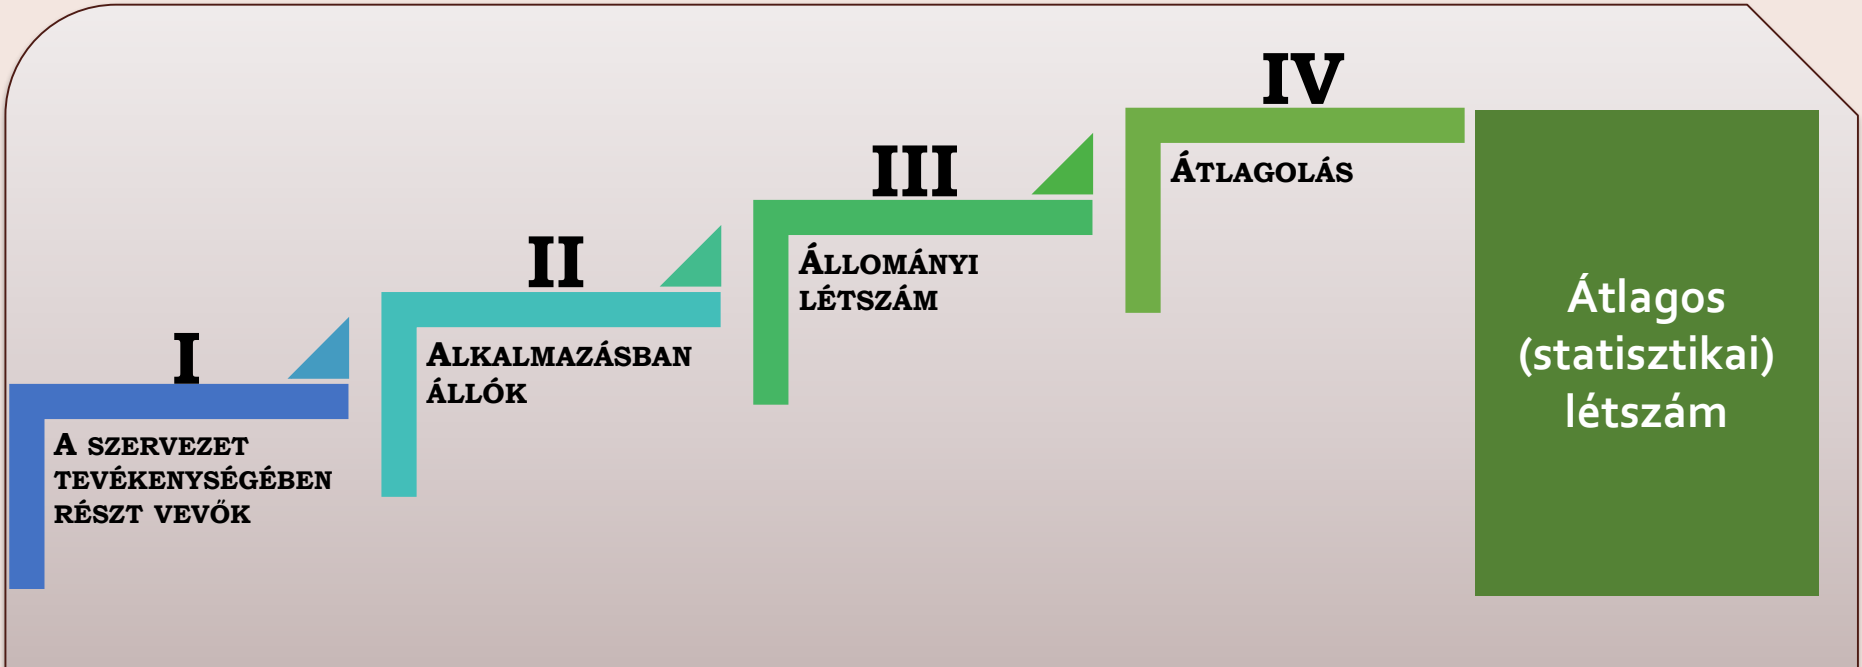 I
A SZERVEZET
TEVÉKENYSÉGÉBEN
RÉSZT VEVŐK
II
ALKALMAZÁSBAN
ÁLLÓK
III
ÁLLOMÁNYI
LÉTSZÁM
IV
ÁTLAGOLÁS
Átlagos
(statisztikai)
létszám